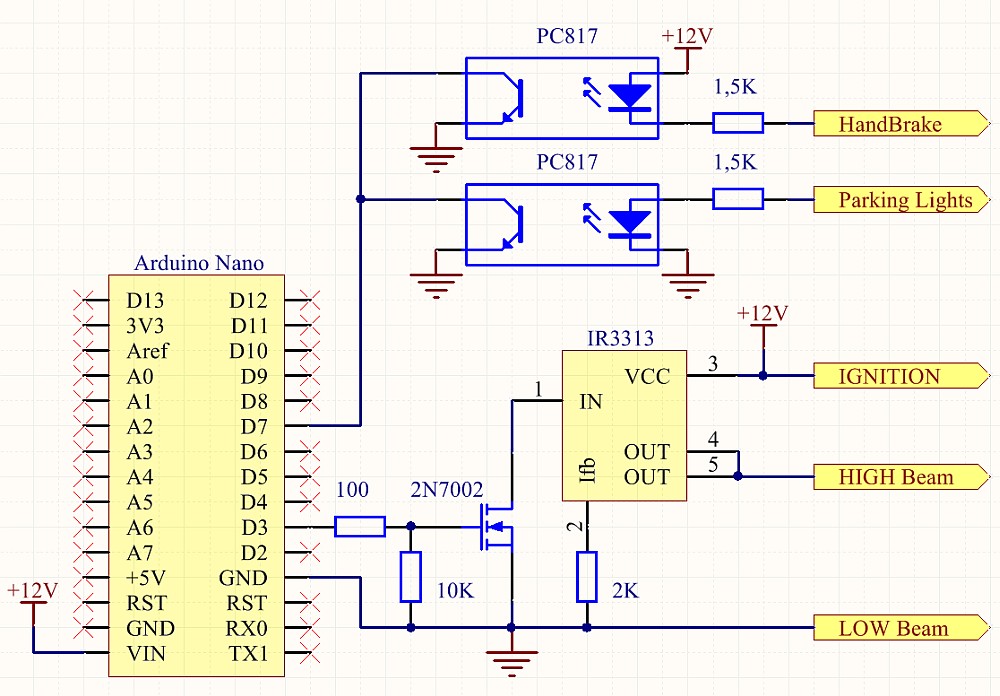 PC817
+12V
1,5K
HandBrake
PC817
1,5K
Parking Lights
Arduino Nano
D13 D12
3V3 D11
Aref D10
A0 D9
A1 D8
A2 D7
A3 D6
A4 D5
A5 D4
A6 D3
A7 D2
+5V GND
RST RST
GND RX0
VIN TX1
+12V
100
10K
2N7002
IR3313
+12V
VCC 3
IGNITION
1 IN
OUT 4
OUT 5
HIGH Beam
Ifb
2
2K
LOW Beam